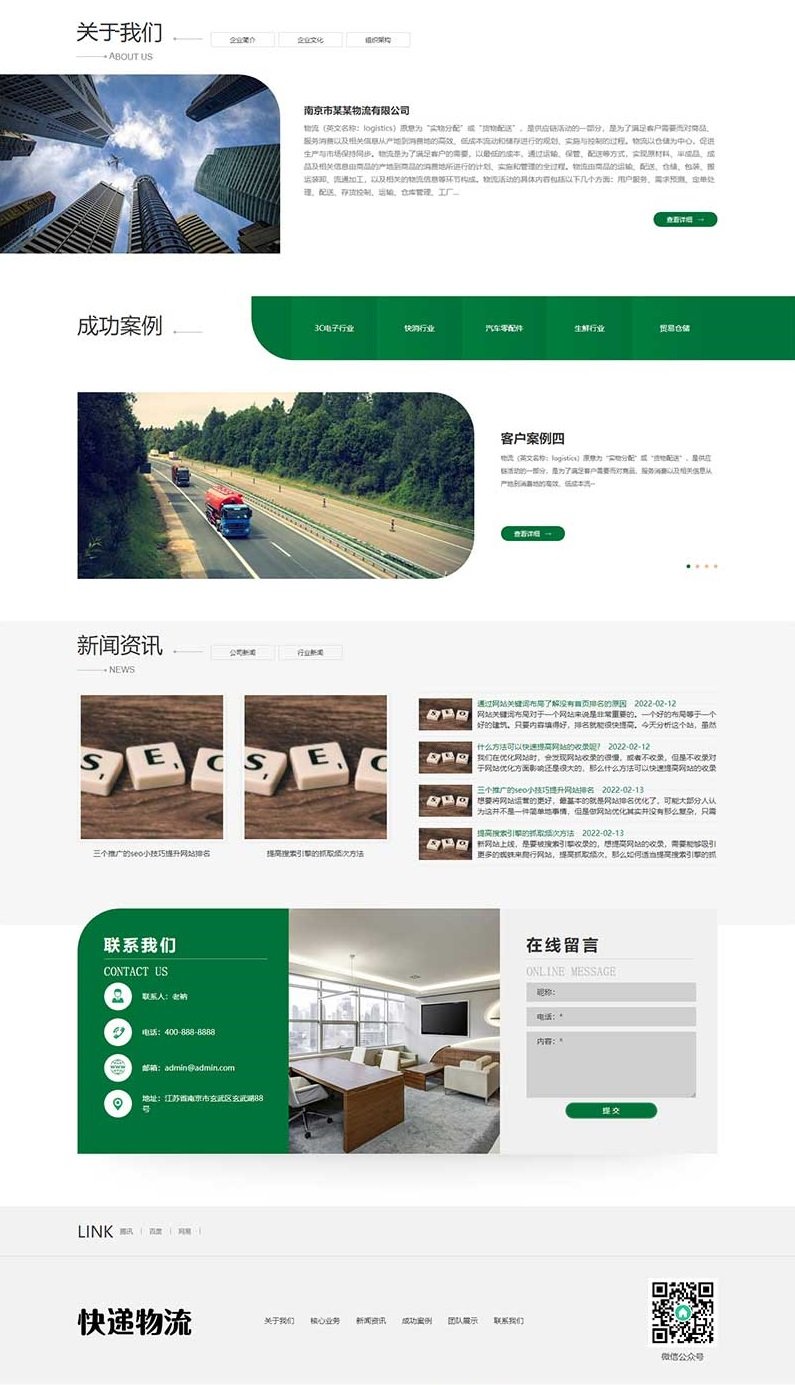 关于我们
企业简介 企业文化 组织架构
ABOUT US
南京市某某物流有限公司
物流（英文名称：logistics）原意为“实物分配”或“货物配送”，是供应链活动的一部分，是为了满足客户需要而对商品、
服务消费以及相关信息从产地到消费地的高效、低成本流动和储存进行的规划、实施与控制的过程。物流以仓储为中心，促进
生产与市场保持同步。物流是为了满足客户的需要，以最低的成本，通过运输、保管、配送等方式，实现原材料、半成品、成
品及相关信息由商品的产地到商品的消费地所进行的计划、实施和管理的全过程。物流由商品的运输、配送、仓储、包装、搬
运装卸、流通加工，以及相关的物流信息等环节构成。物流活动的具体内容包括以下几个方面：用户服务、需求预测、定单处
理、配送、存货控制、运输、仓库管理、工厂...
查看详细 →
成功案例
3C电子行业 快消行业 汽车零配件 生鲜行业 贸易仓储
客户案例四
物流（英文名称：logistics）原意为“实物分配”或“货物配送”，是供应
链活动的一部分，是为了满足客户需要而对商品、服务消费以及相关信息从
产地到消费地的高效、低成本流~
查看详细 →
新闻资讯
公司新闻 行业新闻
NEWS
SEO
SEO
三个推广的seo小技巧提升网站排名
提高搜索引擎的抓取频次方法
通过网站关键词布局了解没有首页排名的原因 2022-02-12
网站关键词布局对于一个网站来说是非常重要的。一个好的布局等于一个
好的建筑。只要内容填得好，排名就能很快提高。今天分析这个站，虽然
什么方法可以快速提高网站的收录呢？ 2022-02-12
我们在优化网站时，会发现网站收录的很慢，或者不收录，但是不收录对
于网站优化方面影响还是很大的，那么什么方法可以快速提高网站的收录
三个推广的seo小技巧提升网站排名 2022-02-13
想要将网站运营的更好，最基本的就是网站排名优化了，可能大部分人认
为这并不是一件简单地事情，但是做网站优化其实并没有那么复杂，只需
提高搜索引擎的抓取频次方法 2022-02-13
新网站上线，是要被搜索引擎收录的，想提高网站的收录，需要能够吸引
更多的蜘蛛来爬行网站，提高抓取频次，那么如何适当提高搜索引擎的抓
联系我们
CONTACT US
联系人：老衲
电话：400-888-8888
邮箱：admin@admin.com
地址：江苏省南京市玄武区玄武湖88
号
在线留言
ONLINE MESSAGE
昵称：
电话：*
内容：*
提 交
LINK 腾讯 | 百度 | 网易 |
快递物流
关于我们 核心业务 新闻资讯 成功案例 团队展示 联系我们
微信公众号